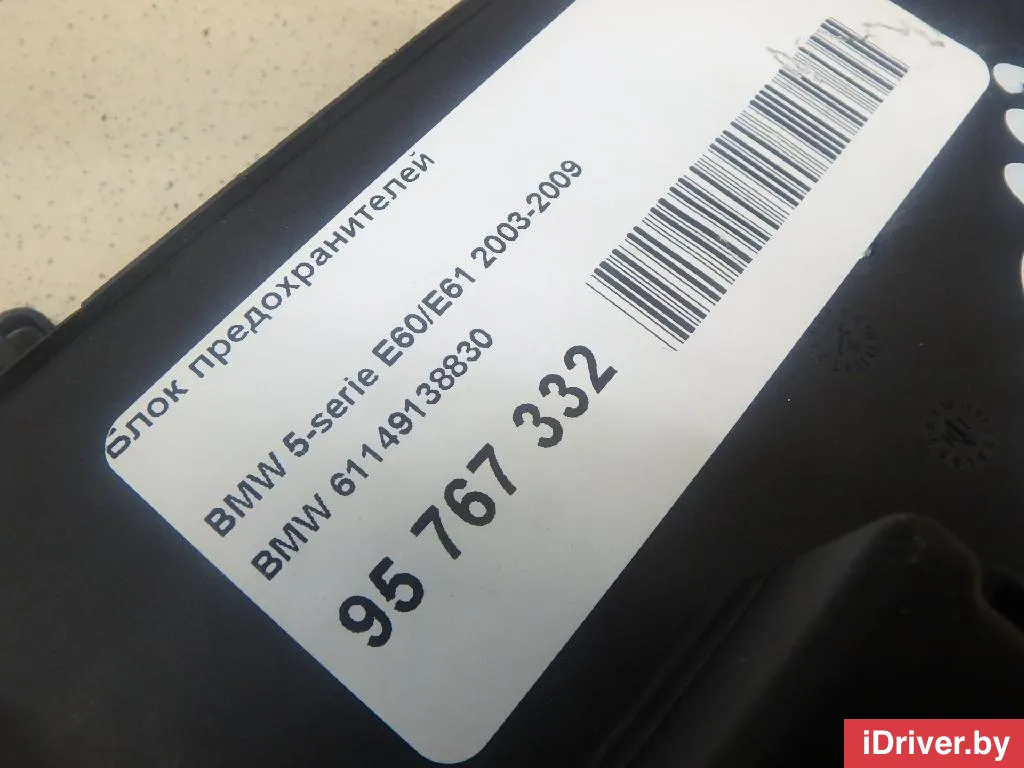 Блок предохранителей
BMW 5-serie E60/E61 2003-2009
BMW 61149138830
95 767 332
iDriver.by